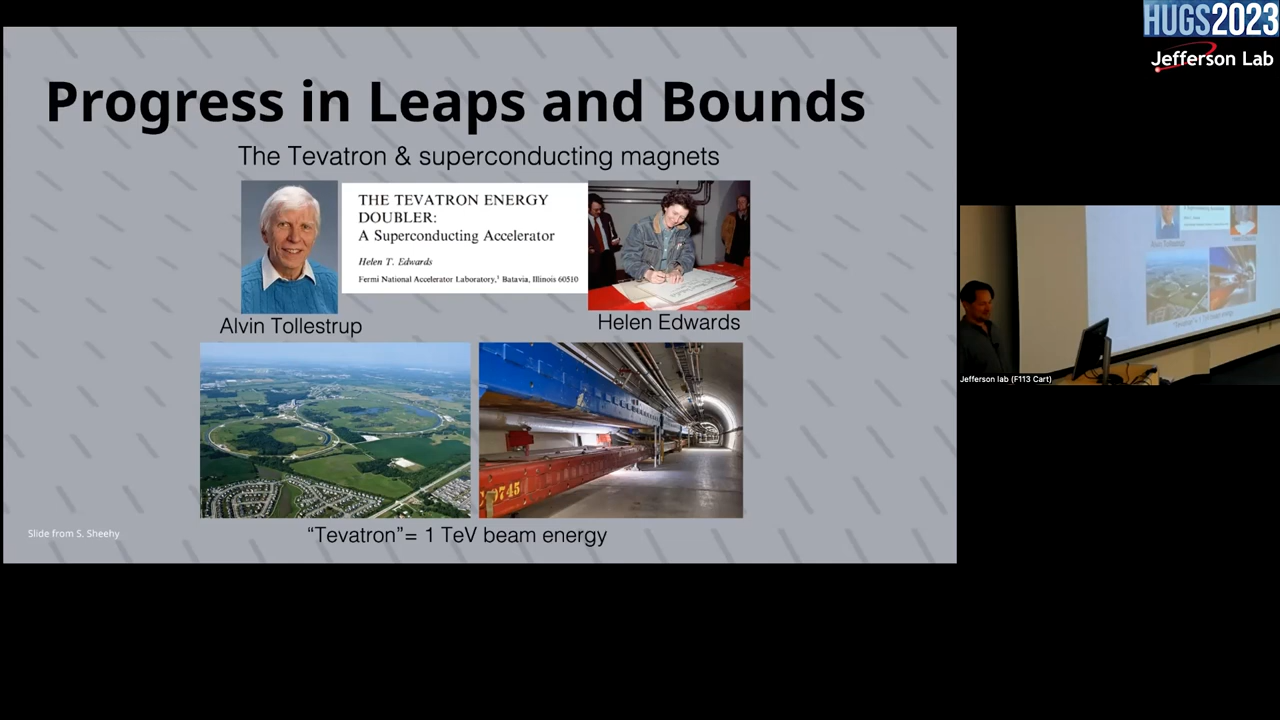 HUGS2023
Jefferson Lab
Progress in Leaps and Bounds
The Tevatron & superconducting magnets
THE TEVATRON ENERGY
DOUBLER:
A Superconducting Accelerator
Helen T. Edwards
Fermi National Accelerator Laboratory,¹ Batavia, Illinois 60510
Alvin Tollestrup
Helen Edwards
0745
"Tevatron"= 1 TeV beam energy
Slide from S. Sheehy
Jefferson lab (F113 Cart)